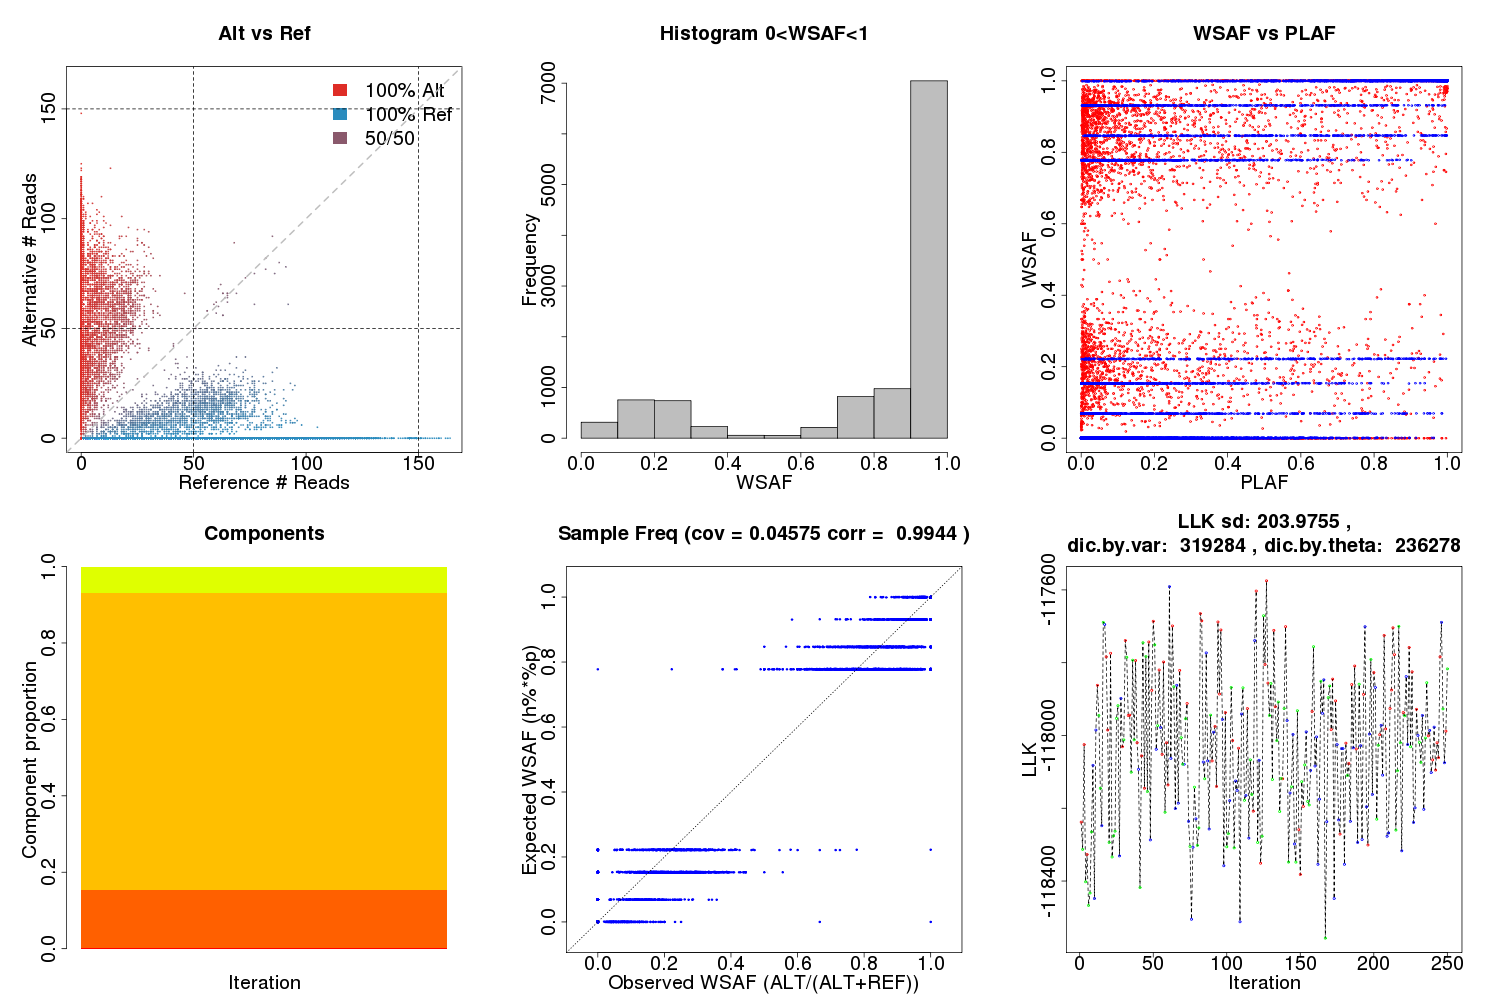 Alt vs Ref
100% Alt
100% Ref
50/50
Alternative # Reads
0
50
100
150
0
50
100
150
Reference # Reads
Histogram 0<WSAF<1
Frequency
0
1000
3000
5000
7000
0.0
0.2
0.4
0.6
0.8
1.0
WSAF
WSAF vs PLAF
WSAF
0.0
0.2
0.4
0.6
0.8
1.0
0.0
0.2
0.4
0.6
0.8
1.0
PLAF
Components
Component proportion
0.0
0.2
0.4
0.6
0.8
1.0
Iteration
Sample Freq (cov = 0.04575 corr = 0.9944 )
Expected WSAF (h%*%p)
0.0
0.2
0.4
0.6
0.8
1.0
0.0
0.2
0.4
0.6
0.8
1.0
Observed WSAF (ALT/(ALT+REF))
LLK sd: 203.9755 ,
dic.by.var: 319284 , dic.by.theta: 236278
LLK
-118400
-118000
-117600
0
50
100
150
200
250
Iteration